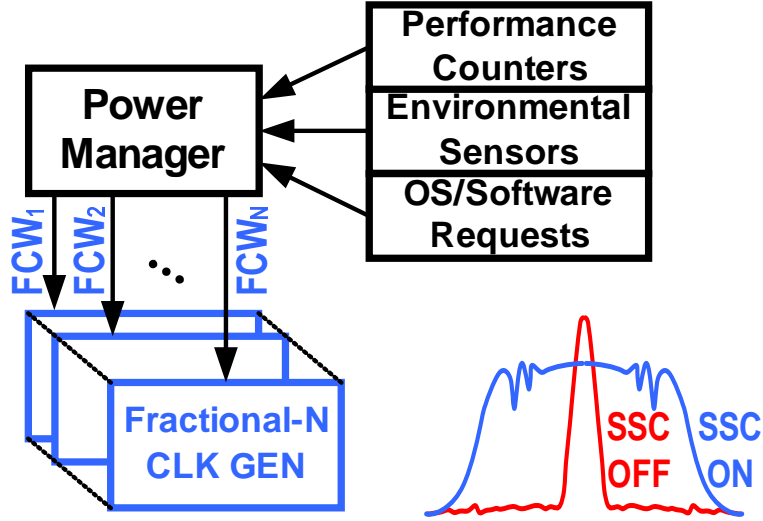 Performance
Counters
Power
Manager
Environmental
Sensors
OS/Software
Requests
FCW₁
FCW₂
FCWN
Fractional-N
CLK GEN
SSC
OFF
SSC
ON